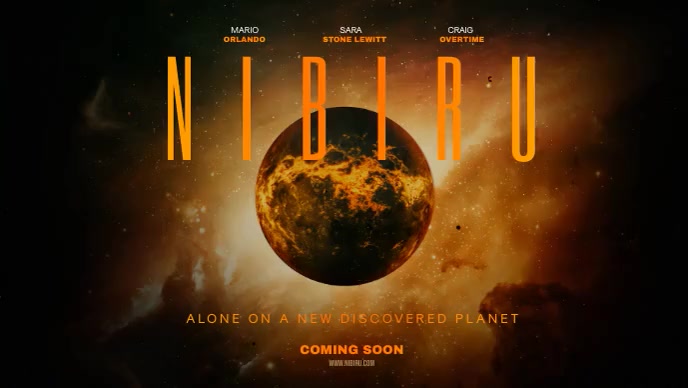 MARIO SARA CRAIG
ORLANDO STONE LEWITT OVERTIME
NIBIRU
ALONE ON A NEW DISCOVERED PLANET
COMING SOON
WWW.NIBIRU.COM